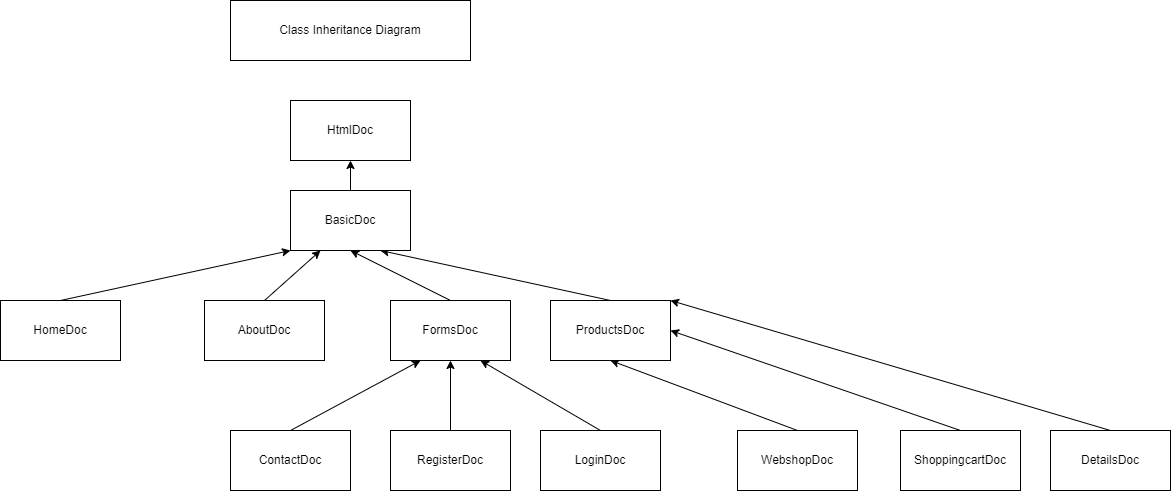 Class Inheritance Diagram
HtmlDoc
BasicDoc
HomeDoc
AboutDoc
FormsDoc
ProductsDoc
ContactDoc
RegisterDoc
LoginDoc
WebshopDoc
ShoppingcartDoc
DetailsDoc